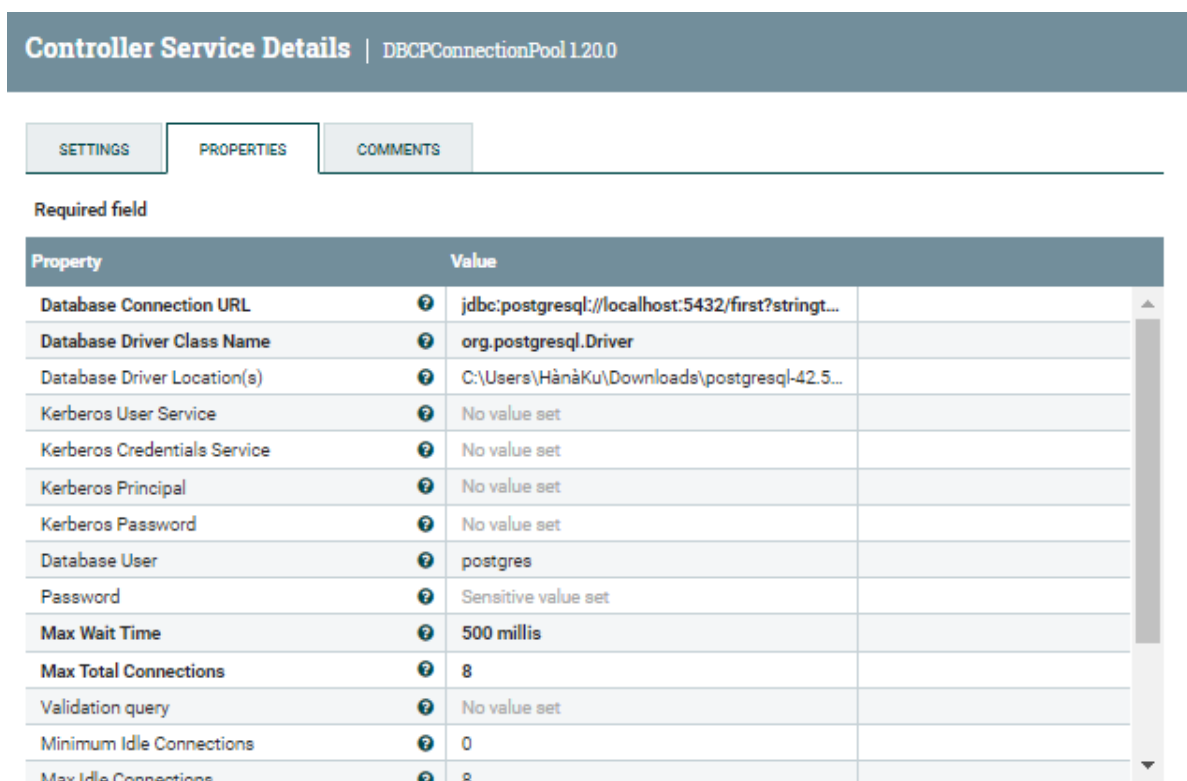 Controller Service Details | DBCPConnectionPool 1.20.0
SETTINGS PROPERTIES COMMENTS
Required field
Property Value
Database Connection URL jdbc:postgresql://localhost:5432/first?stringt...
Database Driver Class Name org.postgresql.Driver
Database Driver Location(s) C:\Users\HànàKu\Downloads\postgresql-42.5...
Kerberos User Service No value set
Kerberos Credentials Service No value set
Kerberos Principal No value set
Kerberos Password No value set
Database User postgres
Password Sensitive value set
Max Wait Time 500 millis
Max Total Connections 8
Validation query No value set
Minimum Idle Connections 0
Max Idle Connections 8